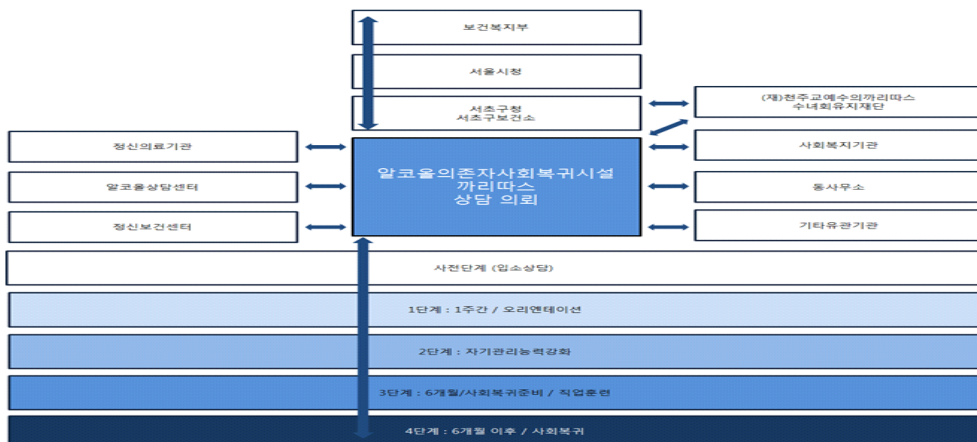 보건복지부
서울시청
서초구청
서초구보건소
(재)천주교예수의까리따스
수녀회유지재단
정신의료기관
알코올상담센터
정신보건센터
알코올의존자사회복귀시설
까리따스
상담 의뢰
사회복지기관
동사무소
기타유관기관
사전단계 (입소상담)
1단계 : 1주간 / 오리엔테이션
2단계 : 자기관리능력강화
3단계 : 6개월/사회복귀준비 / 직업훈련
4단계 : 6개월 이후 / 사회복귀